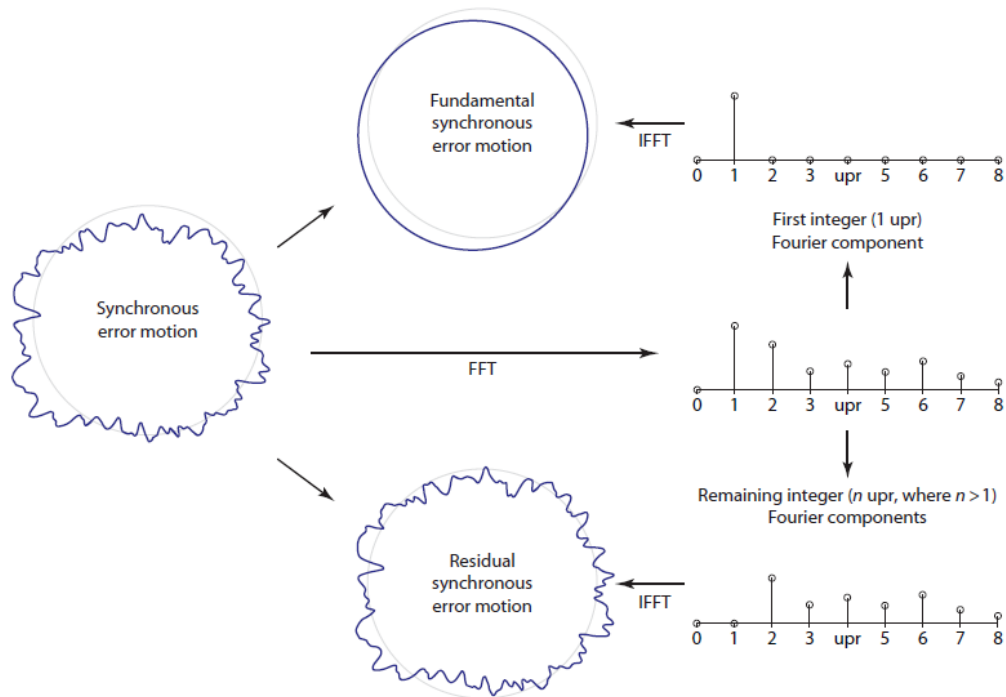 Fundamental
synchronous
error motion
IFFT
0 1 2 3 upr 5 6 7 8
First integer (1 upr)
Fourier component
Synchronous
error motion
FFT
0 1 2 3 upr 5 6 7 8
Remaining integer (n upr, where n > 1)
Fourier components
Residual
synchronous
error motion
IFFT
0 1 2 3 upr 5 6 7 8